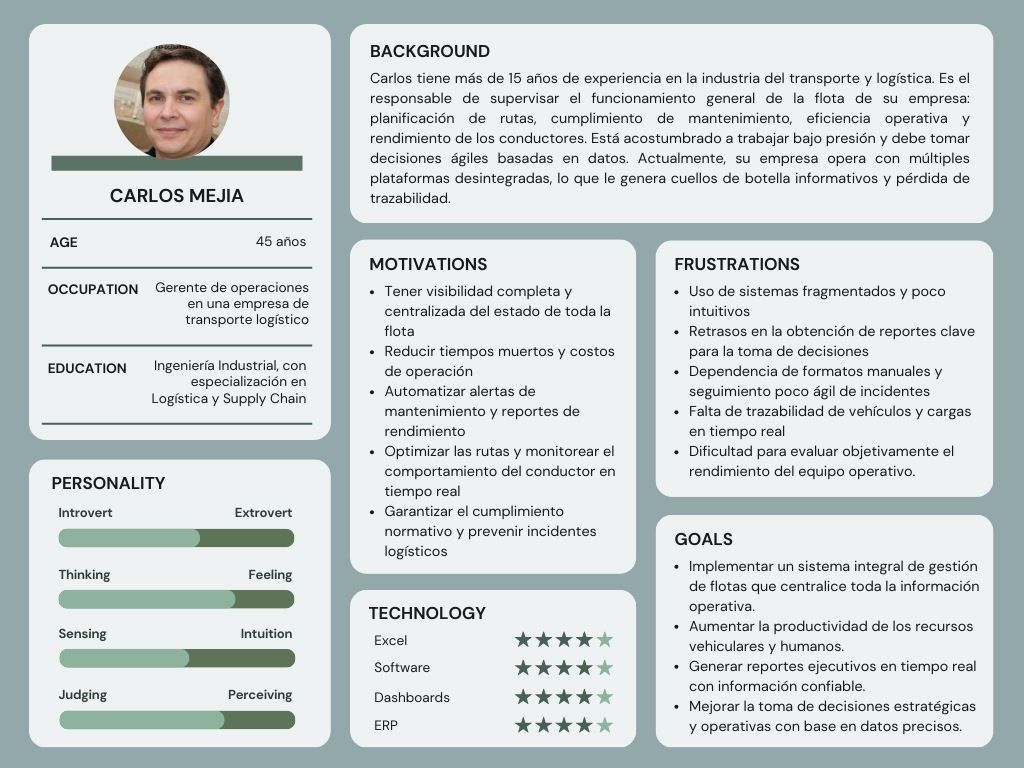 CARLOS MEJIA
AGE
45 años
OCCUPATION
Gerente de operaciones
en una empresa de
transporte logístico
EDUCATION
Ingeniería Industrial, con
especialización en
Logística y Supply Chain
PERSONALITY
Introvert Extrovert
Thinking Feeling
Sensing Intuition
Judging Perceiving
BACKGROUND
Carlos tiene más de 15 años de experiencia en la industria del transporte y logística. Es el
responsable de supervisar el funcionamiento general de la flota de su empresa:
planificación de rutas, cumplimiento de mantenimiento, eficiencia operativa y
rendimiento de los conductores. Está acostumbrado a trabajar bajo presión y debe tomar
decisiones ágiles basadas en datos. Actualmente, su empresa opera con múltiples
plataformas desintegradas, lo que le genera cuellos de botella informativos y pérdida de
trazabilidad.
MOTIVATIONS
• Tener visibilidad completa y
centralizada del estado de toda la
flota
• Reducir tiempos muertos y costos
de operación
• Automatizar alertas de
mantenimiento y reportes de
rendimiento
• Optimizar las rutas y monitorear el
comportamiento del conductor en
tiempo real
• Garantizar el cumplimiento
normativo y prevenir incidentes
logísticos
TECHNOLOGY
Excel
Software
Dashboards
ERP
FRUSTRATIONS
• Uso de sistemas fragmentados y poco
intuitivos
• Retrasos en la obtención de reportes clave
para la toma de decisiones
• Dependencia de formatos manuales y
seguimiento poco ágil de incidentes
• Falta de trazabilidad de vehículos y cargas
en tiempo real
• Dificultad para evaluar objetivamente el
rendimiento del equipo operativo.
GOALS
• Implementar un sistema integral de gestión
de flotas que centralice toda la información
operativa.
• Aumentar la productividad de los recursos
vehiculares y humanos.
• Generar reportes ejecutivos en tiempo real
con información confiable.
• Mejorar la toma de decisiones estratégicas
y operativas con base en datos precisos.